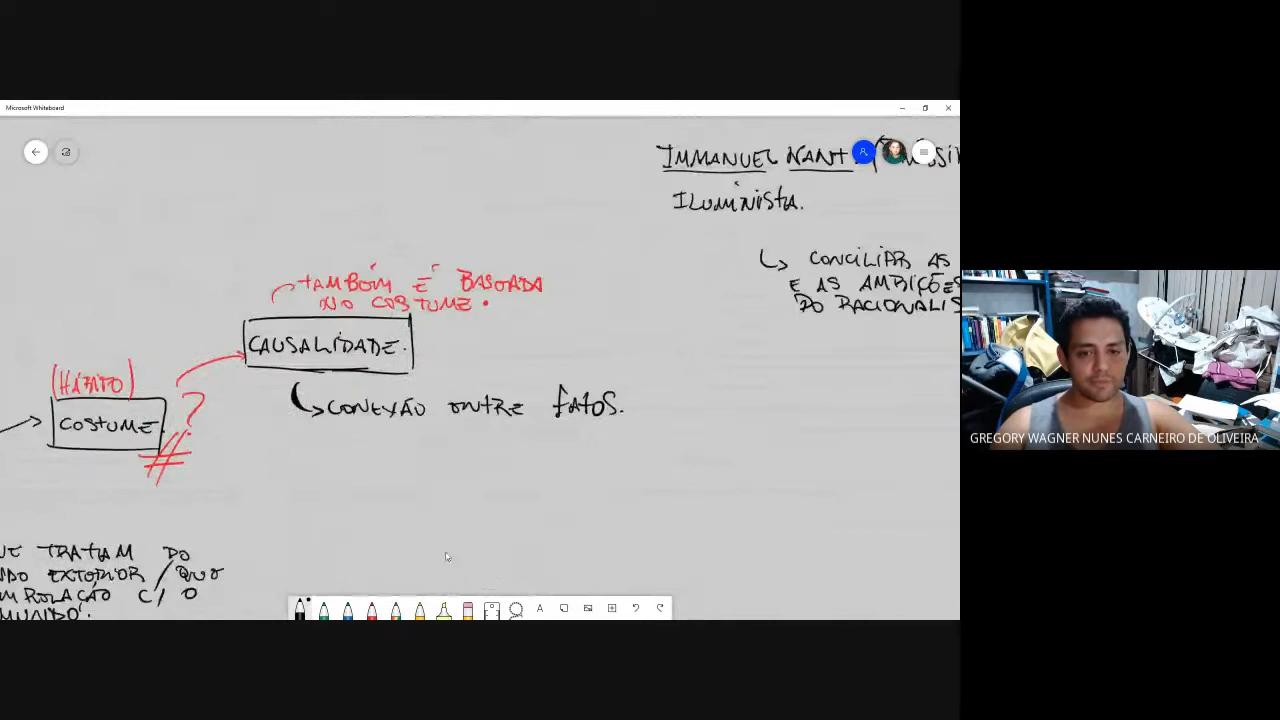 Microsoft Whiteboard
IMMANUEL KANT
ILUMINISTA.
CONCILIAR AS
E AS AMBIÇÕES
DO RACIONALIS
TAMBÉM É BASEADA
NO COSTUME.
CAUSALIDADE.
CONEXÃO ENTRE FATOS.
(HÁBITO)
COSTUME.
?
TRATAM DO
EXTERIOR / QUE
RELAÇÃO C/ O
MUNDO.
GREGORY WAGNER NUNES CARNEIRO DE OLIVEIRA
A